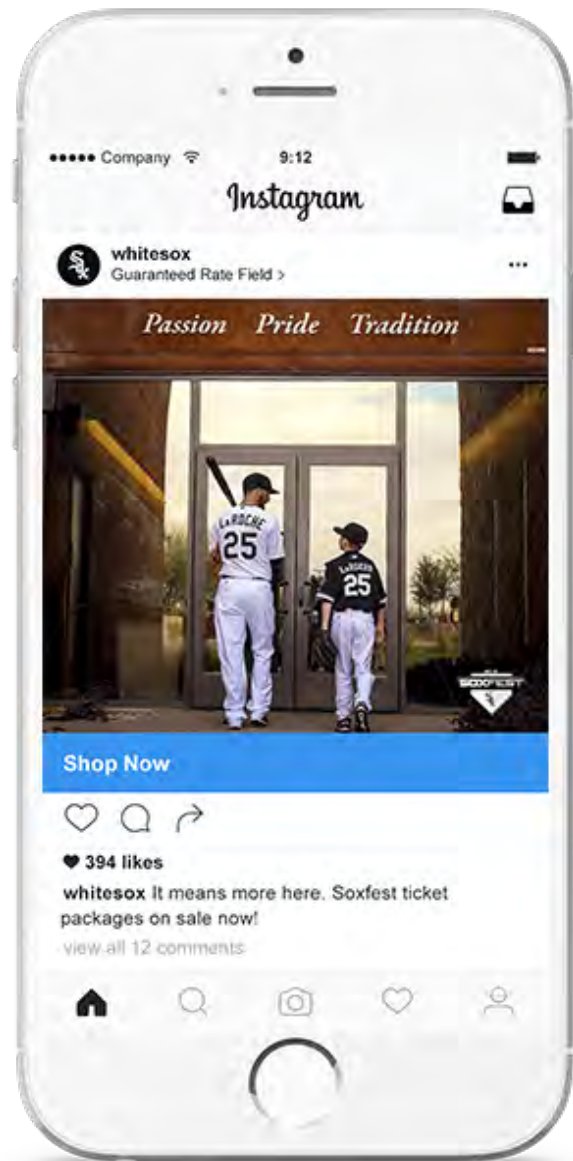 Company 9:12
Instagram
whitesox
Guaranteed Rate Field >
Passion Pride Tradition
LaROCHE
25
LaROCHE
25
SOXFEST
Shop Now
394 likes
whitesox It means more here. Soxfest ticket
packages on sale now!
view all 12 comments